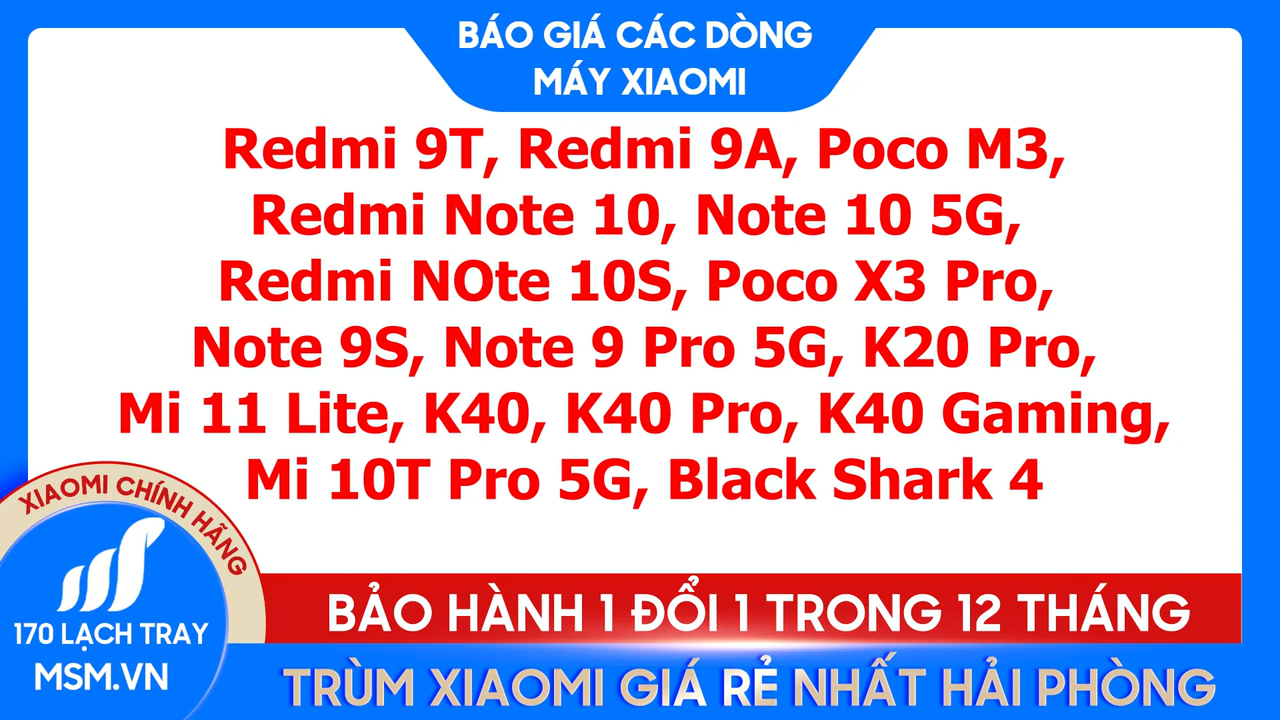 BÁO GIÁ CÁC DÒNG
MÁY XIAOMI
Redmi 9T, Redmi 9A, Poco M3,
Redmi Note 10, Note 10 5G,
Redmi NOte 10S, Poco X3 Pro,
Note 9S, Note 9 Pro 5G, K20 Pro,
Mi 11 Lite, K40, K40 Pro, K40 Gaming,
Mi 10T Pro 5G, Black Shark 4
XIAOMI CHÍNH HÃNG
170 LẠCH TRAY
MSM.VN
BẢO HÀNH 1 ĐỔI 1 TRONG 12 THÁNG
TRÙM XIAOMI GIÁ RẺ NHẤT HẢI PHÒNG